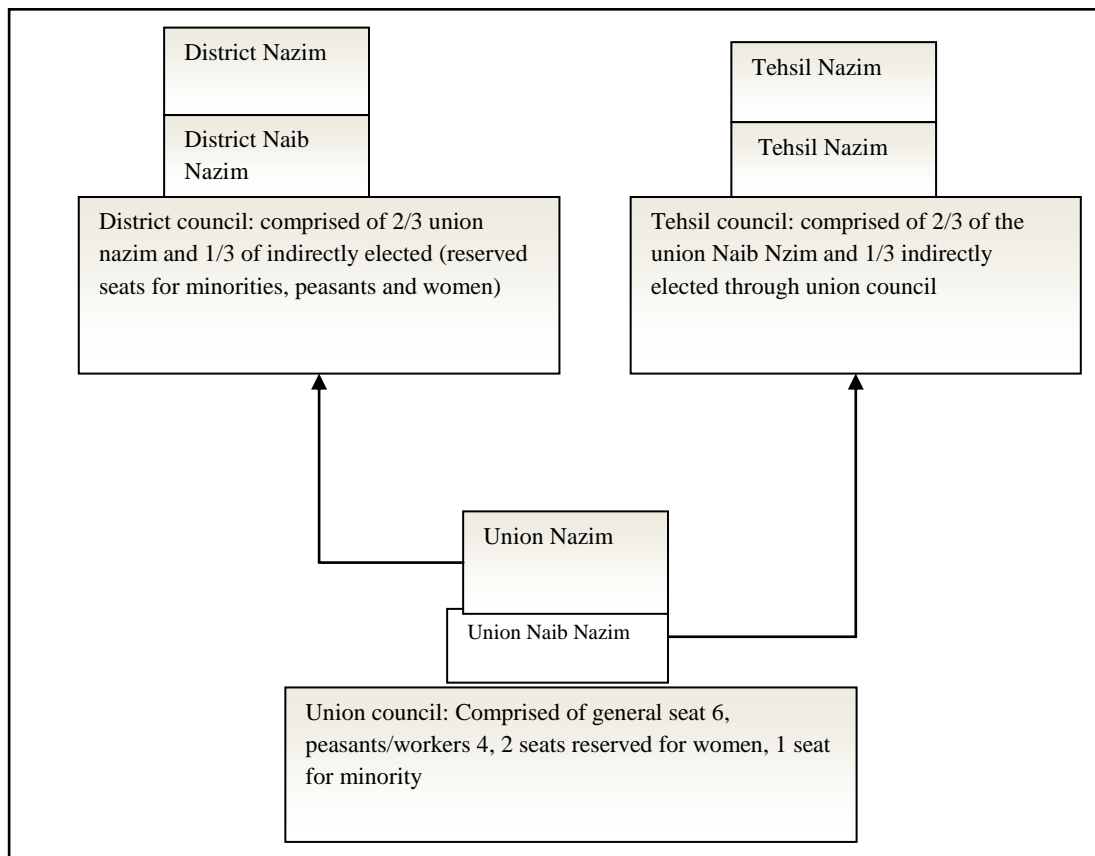 District Nazim
District Naib
Nazim
District council: comprised of 2/3 union
nazim and 1/3 of indirectly elected (reserved
seats for minorities, peasants and women)
Tehsil Nazim
Tehsil Nazim
Tehsil council: comprised of 2/3 of the
union Naib Nzim and 1/3 indirectly
elected through union council
Union Nazim
Union Naib Nazim
Union council: Comprised of general seat 6,
peasants/workers 4, 2 seats reserved for women, 1 seat
for minority